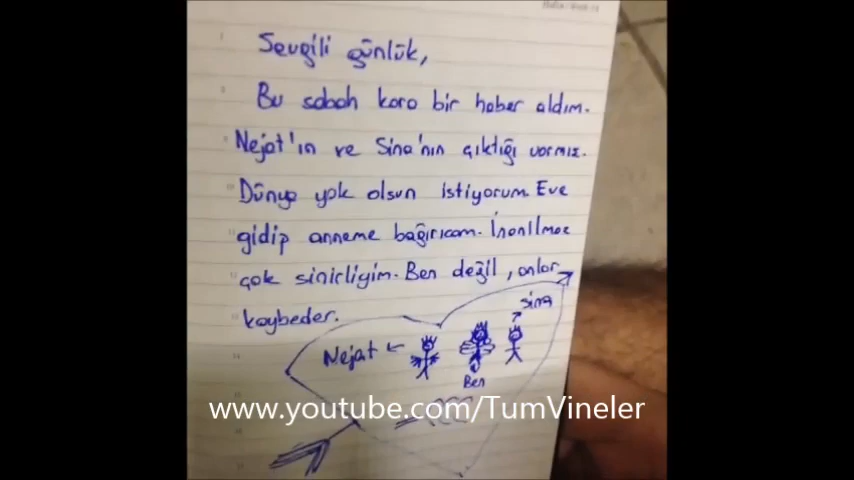 Sevgili günlük,
Bu sabah kara bir haber aldım.
Nejat'ın ve Sina'nın çıktığı varmış.
Dünya yok olsun istiyorum. Eve
gidip anneme bağırıcam. İnanılmaz
çok sinirliyim. Ben değil, onlar
kaybeder.
Sina
Nejat
Ben
www.youtube.com/TumVineler